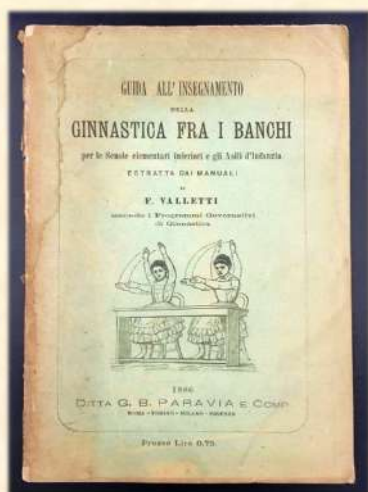 GUIDA ALL' INSEGNAMENTO
DELLA
GINNASTICA FRA I BANCHI
per le Scuole elementari inferiori e gli Asili d'Infanzia
ESTRATTA DAI MANUALI
DI
F. VALLETTI
secondo i Programmi Governativi
di Ginnastica
1886
DITTA G. B. PARAVIA E COMP.
ROMA - TORINO - MILANO - FIRENZE
Prezzo Lire 0,75.